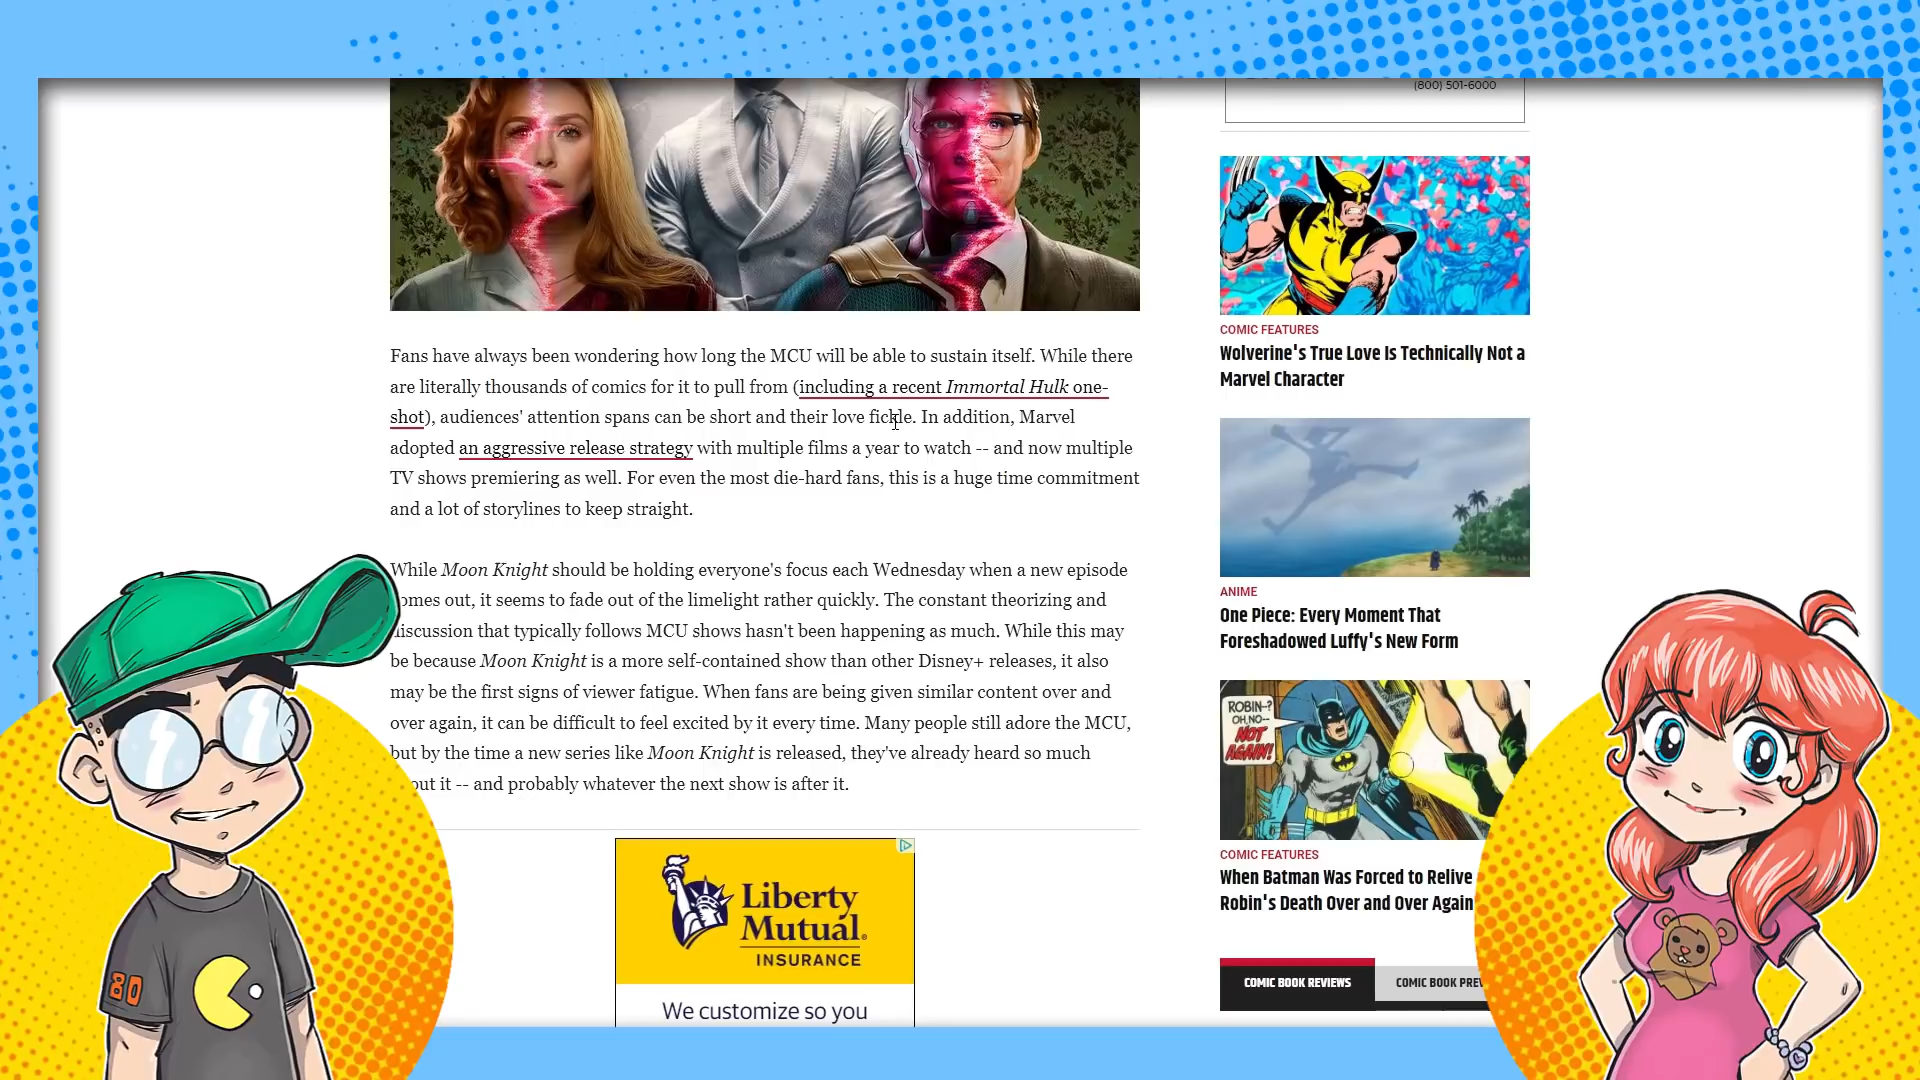 (800) 501-6000
Fans have always been wondering how long the MCU will be able to sustain itself. While there
are literally thousands of comics for it to pull from (including a recent Immortal Hulk one-
shot), audiences' attention spans can be short and their love fickle. In addition, Marvel
adopted an aggressive release strategy with multiple films a year to watch -- and now multiple
TV shows premiering as well. For even the most die-hard fans, this is a huge time commitment
and a lot of storylines to keep straight.
While Moon Knight should be holding everyone's focus each Wednesday when a new episode
omes out, it seems to fade out of the limelight rather quickly. The constant theorizing and
discussion that typically follows MCU shows hasn't been happening as much. While this may
be because Moon Knight is a more self-contained show than other Disney+ releases, it also
may be the first signs of viewer fatigue. When fans are being given similar content over and
over again, it can be difficult to feel excited by it every time. Many people still adore the MCU,
but by the time a new series like Moon Knight is released, they've already heard so much
out it -- and probably whatever the next show is after it.
Liberty
Mutual.
INSURANCE
We customize so you
COMIC FEATURES
Wolverine's True Love Is Technically Not a
Marvel Character
ANIME
One Piece: Every Moment That
Foreshadowed Luffy's New Form
ROBIN--?
OH, NO--
NOT
AGAIN!
COMIC FEATURES
When Batman Was Forced to Relive
Robin's Death Over and Over Again
COMIC BOOK REVIEWS
COMIC BOOK PREV
80